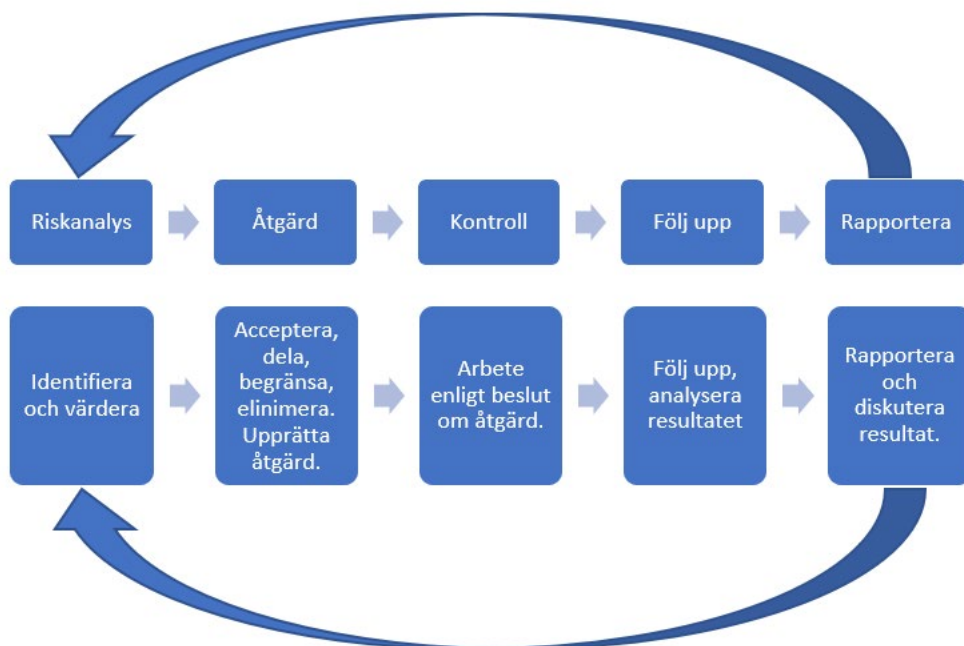 Riskanalys
Åtgärd
Kontroll
Följ upp
Rapportera
Identifiera
och värdera
Acceptera,
dela,
begränsa,
elinimera.
Upprätta
åtgärd.
Arbete
enligt beslut
om åtgärd.
Följ upp,
analysera
resultatet
Rapportera
och
diskutera
resultat.